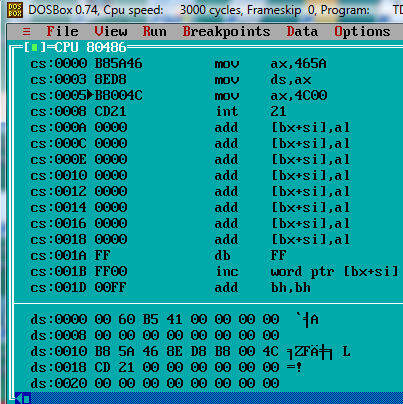 DOSBox 0.74, Cpu speed: 3000 cycles, Frameskip 0, Program: TD
≡ File View Run Breakpoints Data Options
[■]=CPU 80486
cs:0000 B85A46 mov ax,465A
cs:0003 8ED8 mov ds,ax
cs:0005►B8004C mov ax,4C00
cs:0008 CD21 int 21
cs:000A 0000 add [bx+si],al
cs:000C 0000 add [bx+si],al
cs:000E 0000 add [bx+si],al
cs:0010 0000 add [bx+si],al
cs:0012 0000 add [bx+si],al
cs:0014 0000 add [bx+si],al
cs:0016 0000 add [bx+si],al
cs:0018 0000 add [bx+si],al
cs:001A FF db FF
cs:001B FF00 inc word ptr [bx+si]
cs:001D 00FF add bh,bh
ds:0000 00 60 B5 41 00 00 00 00 `╡A
ds:0008 00 00 00 00 00 00 00 00
ds:0010 B8 5A 46 8E D8 B8 00 4C ╕ZFÄ╪╕ L
ds:0018 CD 21 00 00 00 00 00 00 =!
ds:0020 00 00 00 00 00 00 00 00